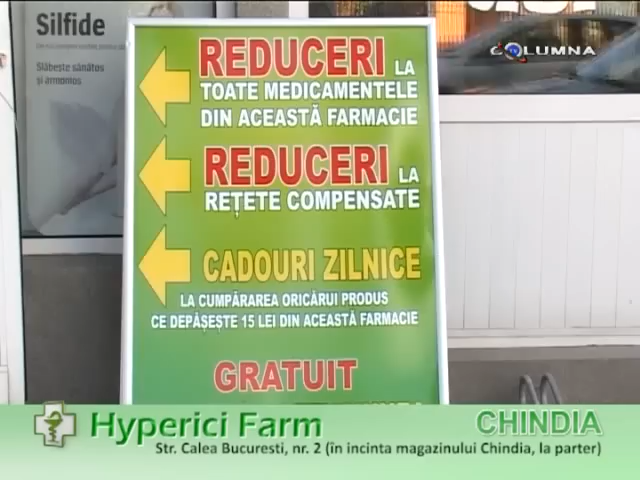 Silfide
Slăbește sănătos
și armonios
COLUMNA
REDUCERI LA
TOATE MEDICAMENTELE
DIN ACEASTĂ FARMACIE
REDUCERI LA
REȚETE COMPENSATE
CADOURI ZILNICE
LA CUMPĂRAREA ORICĂRUI PRODUS
CE DEPĂȘEȘTE 15 LEI DIN ACEASTĂ FARMACIE
GRATUIT
Hyperici Farm
CHINDIA
Str. Calea Bucuresti, nr. 2 (în incinta magazinului Chindia, la parter)